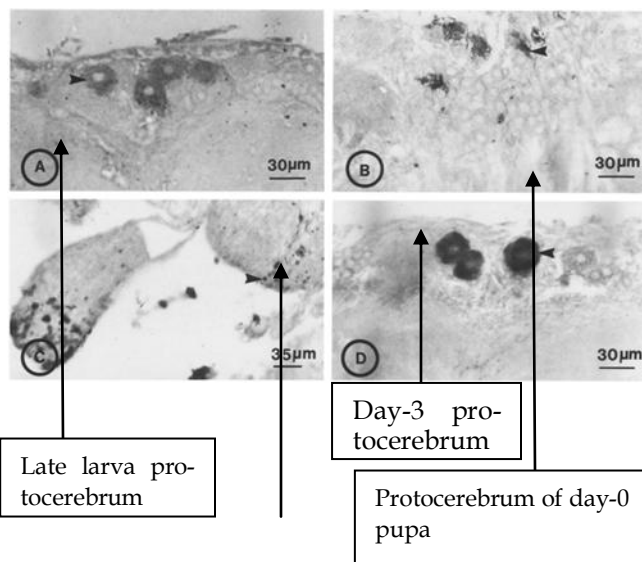 A
30µm
B
30µm
C
35µm
D
30µm
Day-3 pro-
tocerebrum
Late larva pro-
tocerebrum
Protocerebrum of day-0
pupa